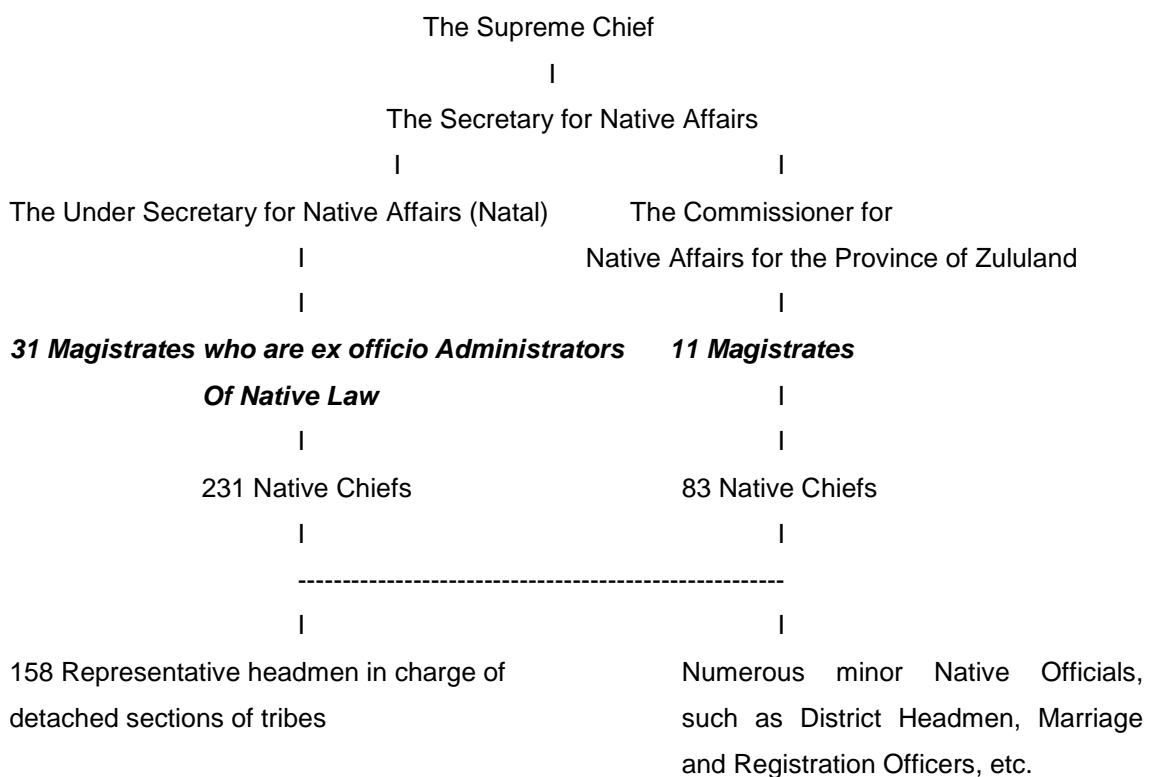 The Supreme Chief
I
The Secretary for Native Affairs
I I
The Under Secretary for Native Affairs (Natal) The Commissioner for
I Native Affairs for the Province of Zululand
I I
31 Magistrates who are ex officio Administrators 11 Magistrates
Of Native Law I
I I
231 Native Chiefs 83 Native Chiefs
I I
------------------------------------------------------
I I
158 Representative headmen in charge of Numerous minor Native Officials,
detached sections of tribes such as District Headmen, Marriage
and Registration Officers, etc.